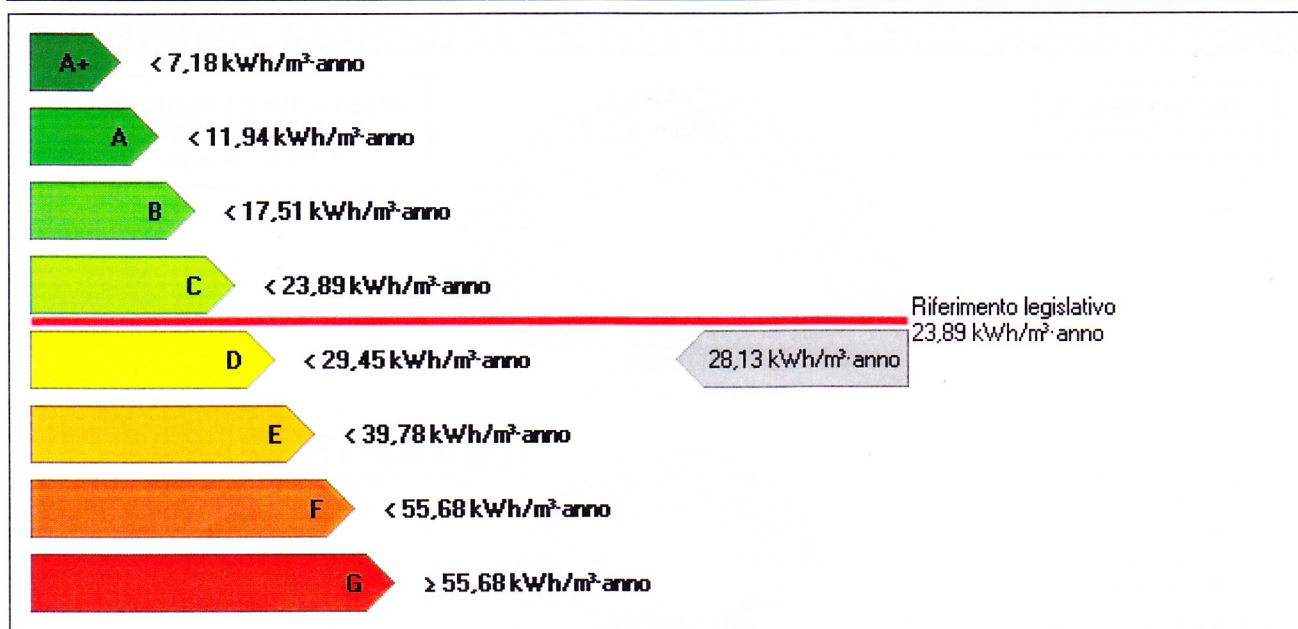 A+ < 7,18 kWh/m³·anno
A < 11,94 kWh/m³·anno
B < 17,51 kWh/m³·anno
C < 23,89 kWh/m³·anno
Riferimento legislativo
23,89 kWh/m³·anno
D < 29,45 kWh/m³·anno 28,13 kWh/m³·anno
E < 39,78 kWh/m³·anno
F < 55,68 kWh/m³·anno
G ≥ 55,68 kWh/m³·anno